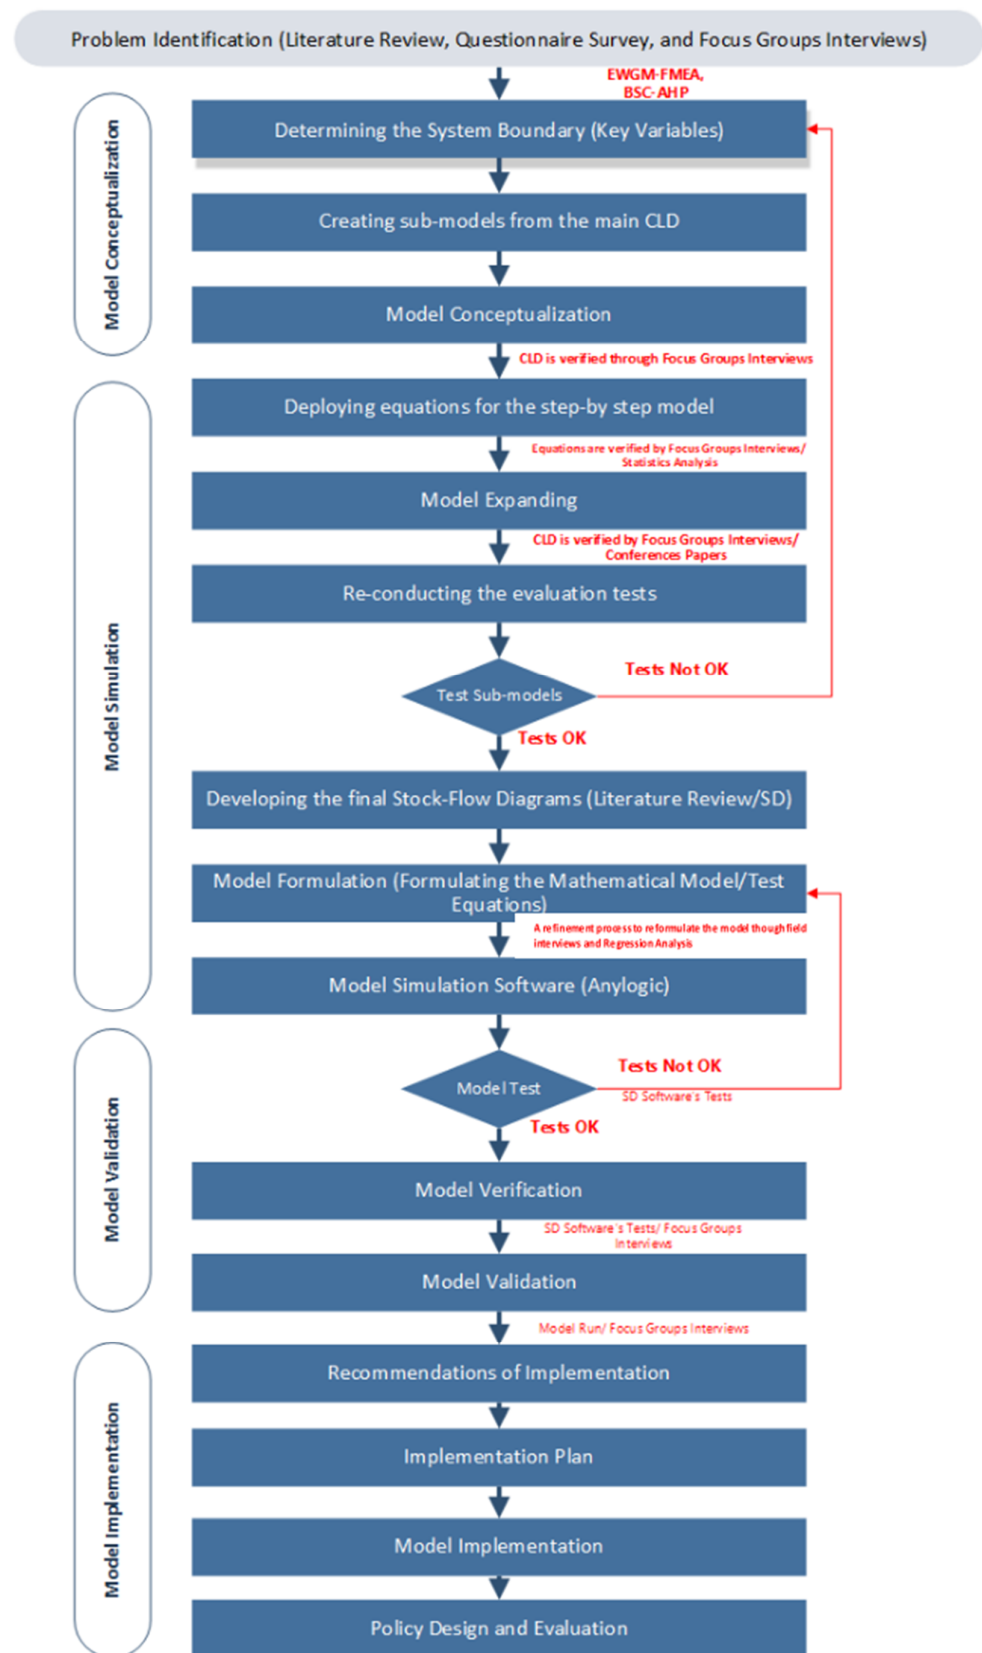 Problem Identification (Literature Review, Questionnaire Survey, and Focus Groups Interviews)
EWGM-FMEA,
BSC-AHP
Model Conceptualization
Determining the System Boundary (Key Variables)
Creating sub-models from the main CLD
Model Conceptualization
CLD is verified through Focus Groups Interviews
Model Simulation
Deploying equations for the step-by step model
Equations are verified by Focus Groups Interviews/
Statistics Analysis
Model Expanding
CLD is verified by Focus Groups Interviews/
Conferences Papers
Re-conducting the evaluation tests
Test Sub-models
Tests Not OK
Tests OK
Developing the final Stock-Flow Diagrams (Literature Review/SD)
Model Formulation (Formulating the Mathematical Model/Test
Equations)
A refinement process to reformulate the model though field
interviews and Regression Analysis
Model Simulation Software (Anylogic)
Model Validation
Model Test
Tests Not OK
SD Software's Tests
Tests OK
Model Verification
SD Software's Tests/ Focus Groups
Interviews
Model Validation
Model Run/ Focus Groups Interviews
Model Implementation
Recommendations of Implementation
Implementation Plan
Model Implementation
Policy Design and Evaluation